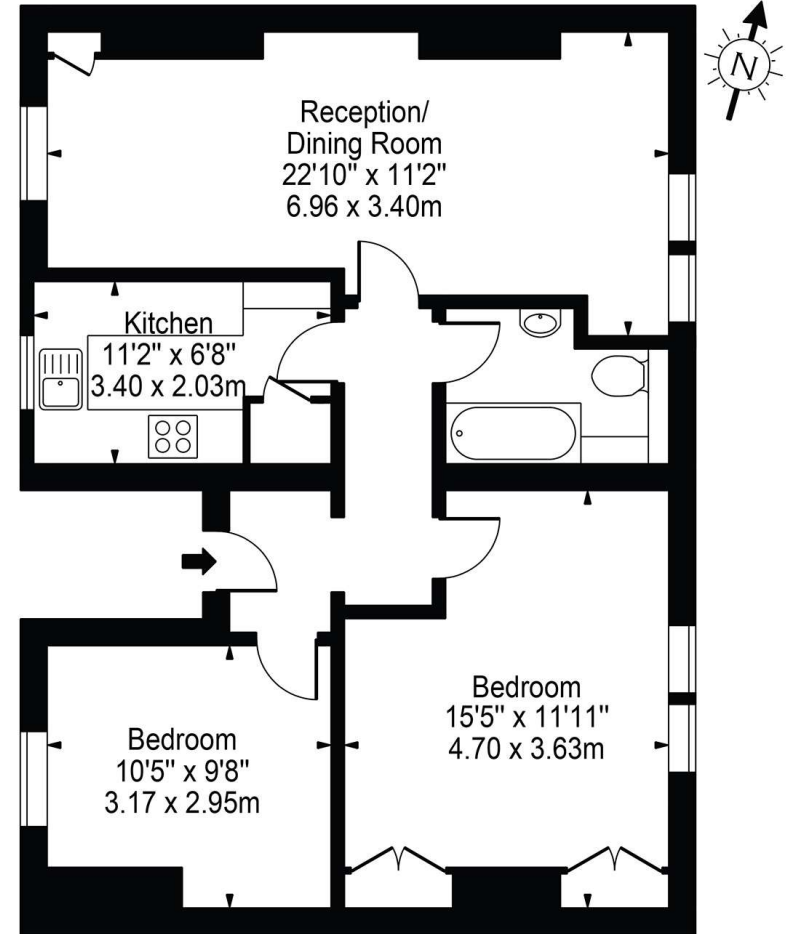 N
Reception/
Dining Room
22'10" x 11'2"
6.96 x 3.40m
Kitchen
11'2" x 6'8"
3.40 x 2.03m
Bedroom
15'5" x 11'11"
4.70 x 3.63m
Bedroom
10'5" x 9'8"
3.17 x 2.95m